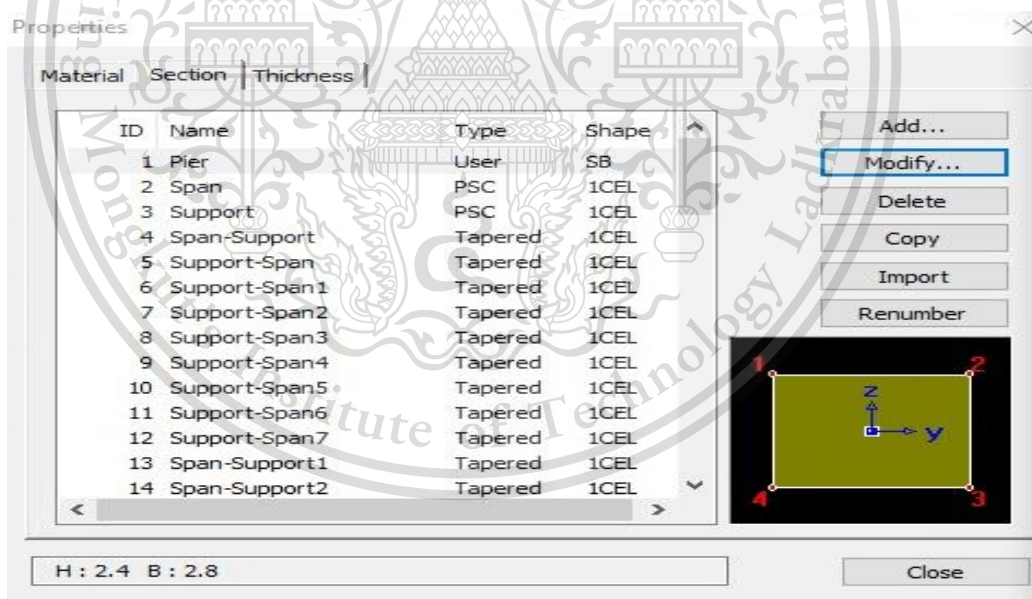 Properties
Material Section Thickness
ID Name Type Shape
1 Pier User SB
2 Span PSC 1CEL
3 Support PSC 1CEL
4 Span-Support Tapered 1CEL
5 Support-Span Tapered 1CEL
6 Support-Span1 Tapered 1CEL
7 Support-Span2 Tapered 1CEL
8 Support-Span3 Tapered 1CEL
9 Support-Span4 Tapered 1CEL
10 Support-Span5 Tapered 1CEL
11 Support-Span6 Tapered 1CEL
12 Support-Span7 Tapered 1CEL
13 Span-Support1 Tapered 1CEL
14 Span-Support2 Tapered 1CEL
Add...
Modify...
Delete
Copy
Import
Renumber
1 2
z
y
4 3
H : 2.4 B : 2.8
Close
Institute of Technology